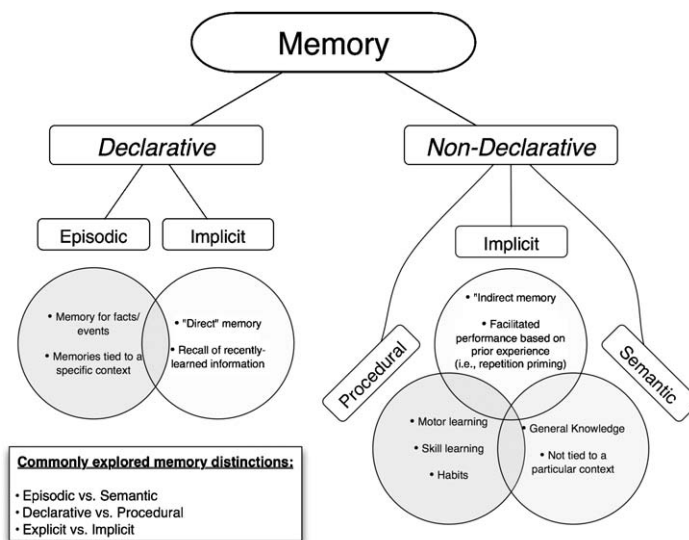 Memory
Declarative
Non-Declarative
Episodic
Implicit
• Memory for facts/
events
• Memories tied to a
specific context
• "Direct" memory
• Recall of recently-
learned information
Implicit
• "Indirect memory
• Facilitated
performance based on
prior experience
(i.e., repetition priming)
Procedural
Semantic
• Motor learning
• Skill learning
• Habits
• General Knowledge
• Not tied to a
particular context
Commonly explored memory distinctions:
• Episodic vs. Semantic
• Declarative vs. Procedural
• Explicit vs. Implicit